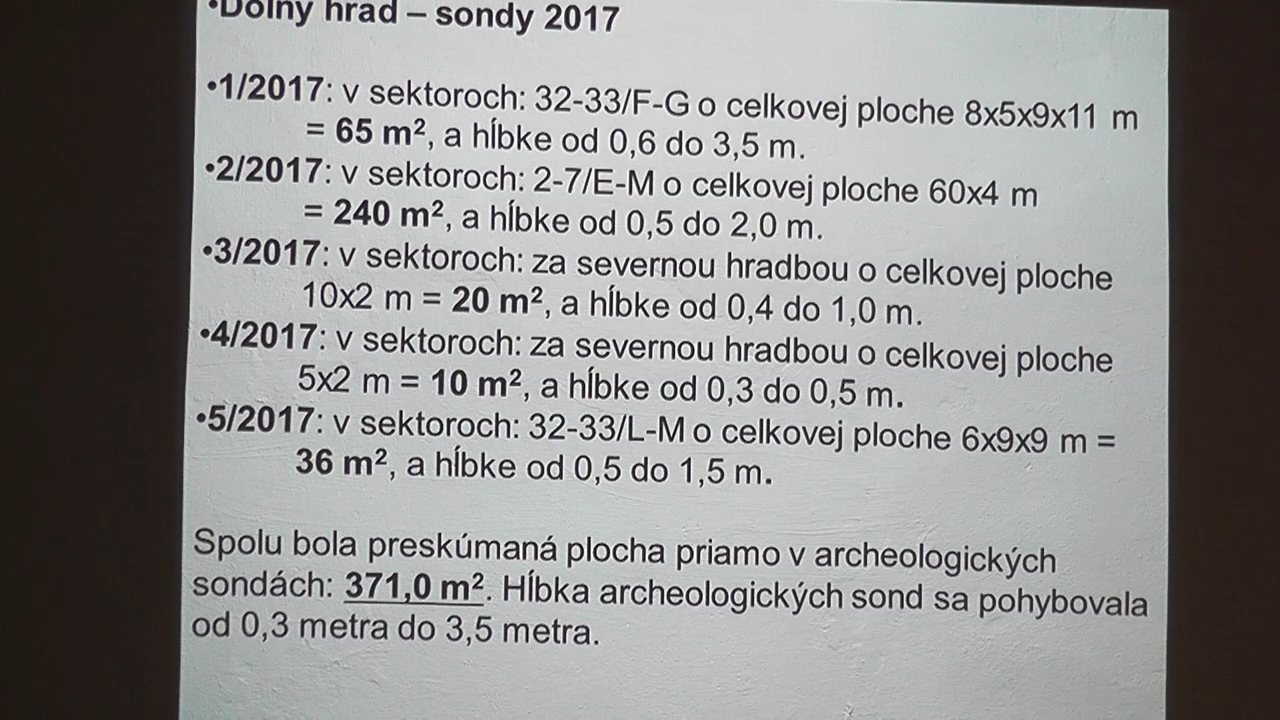 •Dolný hrad – sondy 2017
•1/2017: v sektoroch: 32-33/F-G o celkovej ploche 8x5x9x11 m
= 65 m², a hĺbke od 0,6 do 3,5 m.
•2/2017: v sektoroch: 2-7/E-M o celkovej ploche 60x4 m
= 240 m², a hĺbke od 0,5 do 2,0 m.
•3/2017: v sektoroch: za severnou hradbou o celkovej ploche
10x2 m = 20 m², a hĺbke od 0,4 do 1,0 m.
•4/2017: v sektoroch: za severnou hradbou o celkovej ploche
5x2 m = 10 m², a hĺbke od 0,3 do 0,5 m.
•5/2017: v sektoroch: 32-33/L-M o celkovej ploche 6x9x9 m =
36 m², a hĺbke od 0,5 do 1,5 m.
Spolu bola preskúmaná plocha priamo v archeologických
sondách: 371,0 m². Hĺbka archeologických sond sa pohybovala
od 0,3 metra do 3,5 metra.